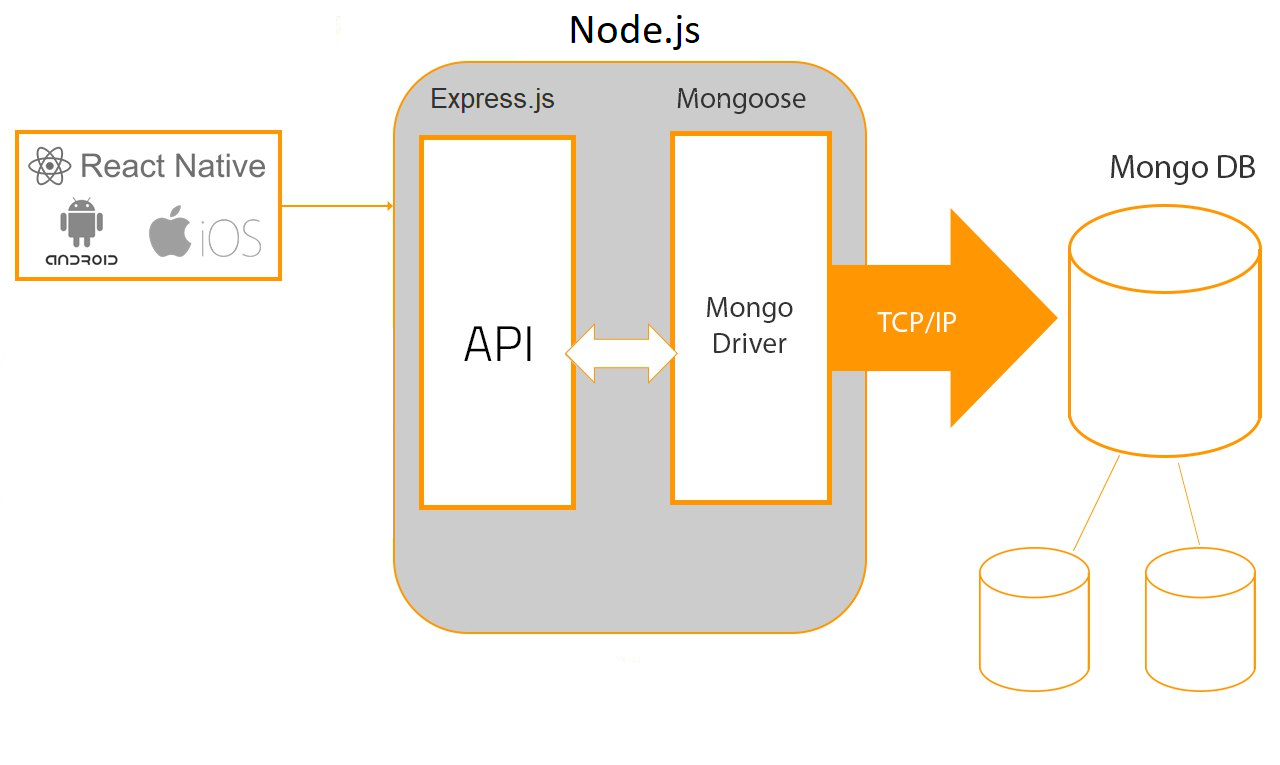 Node.js
Express.js
Mongoose
React Native
ANDROID
iOS
API
Mongo
Driver
TCP/IP
Mongo DB